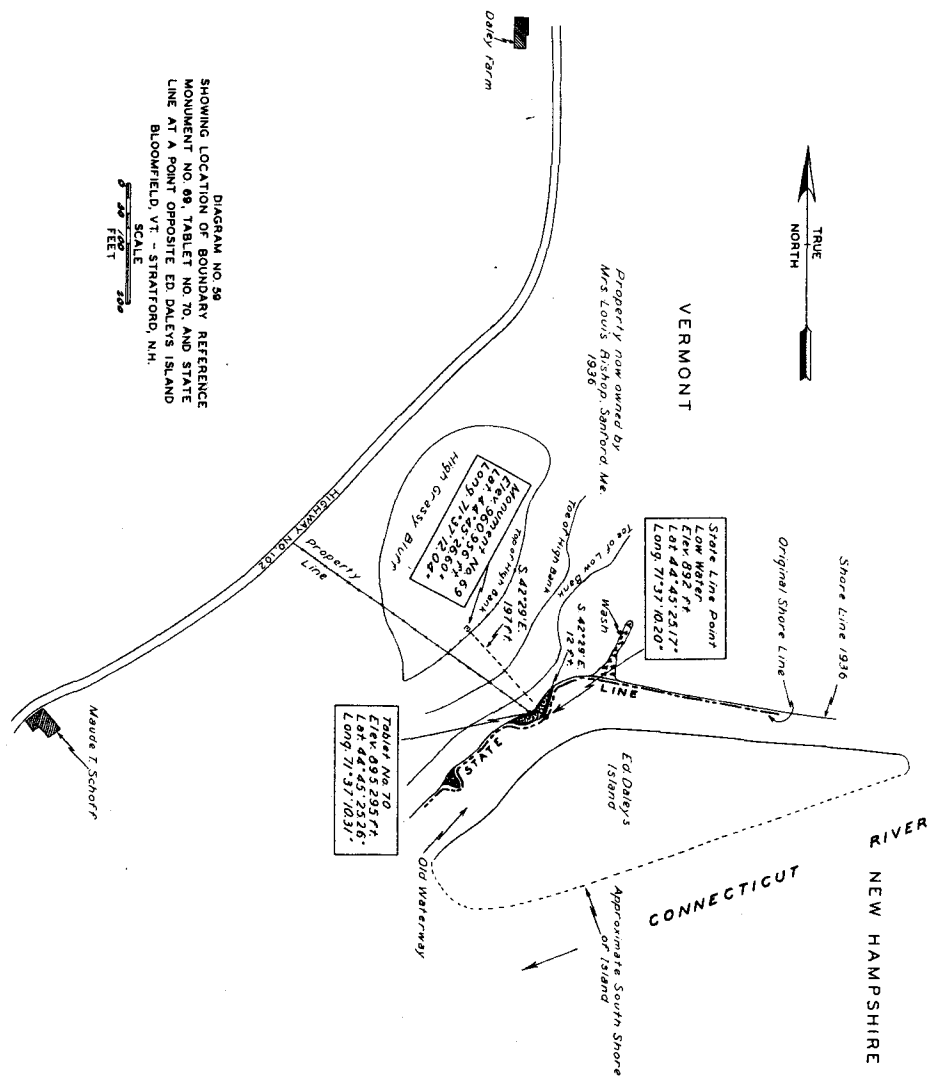 TRUE
NORTH
VERMONT
NEW HAMPSHIRE
CONNECTICUT
RIVER
Shore Line 1936
Original Shore Line
State Line Point
Low Water
Elev. 892 ft.
Lat. 44°45'25.17"
Long. 71°37'10.20"
Property now owned by
Mrs. Louis Bishop, Sanford, Me.
1936
Toe of Low Bank
Toe of High Bank
Top of High Bank
Wash
S. 42°29'E.
12 ft.
S. 42°29'E.
197 ft.
STATE
LINE
Monument No. 69
Elev. 960.956 ft.
Lat. 44°45'26.60"
Long. 71°37'12.04"
High Grassy Bluff
Property
Line
HIGHWAY NO. 102
Daley Farm
Maude T. Schoff
Tablet No. 70
Elev. 895.295 ft.
Lat. 44°45'25.26"
Long. 71°37'10.31"
Ed. Daleys
Island
Old Waterway
Approximate South Shore
of Island
DIAGRAM NO. 59
SHOWING LOCATION OF BOUNDARY REFERENCE
MONUMENT NO. 69, TABLET NO. 70, AND STATE
LINE AT A POINT OPPOSITE ED. DALEYS ISLAND
BLOOMFIELD, VT. - STRATFORD, N.H.
0 50 100 200
SCALE
FEET